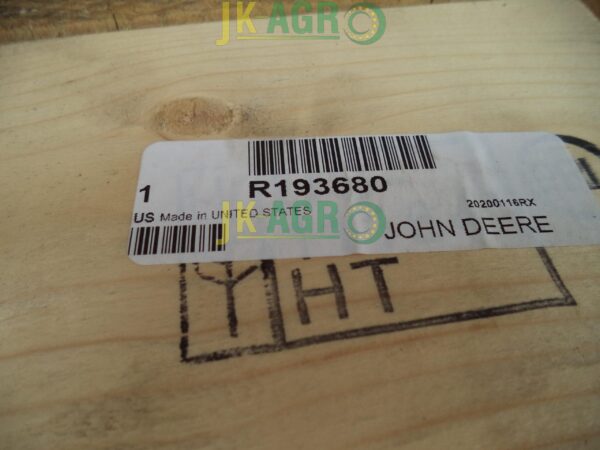 JK AGRO
1 R193680
US Made in UNITED STATES 20200116RX
JK AGRO
JOHN DEERE
HT